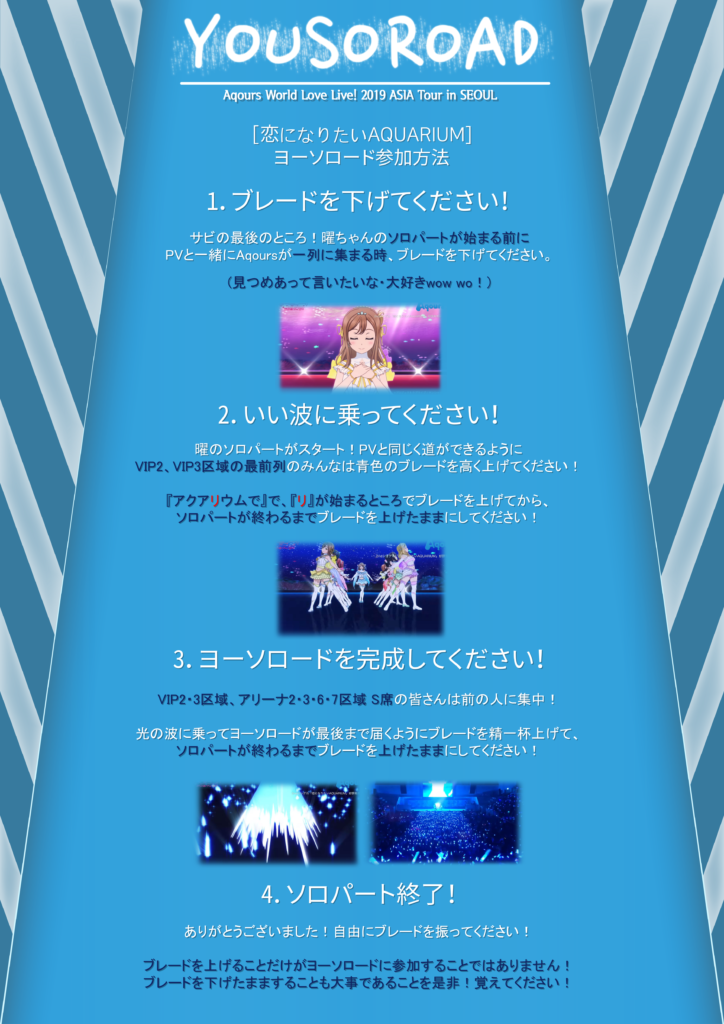 YOUSOROAD
Aqours World Love Live! 2019 ASIA Tour in SEOUL
[恋になりたいAQUARIUM]
ヨーソロード参加方法
1. ブレードを下げてください!
サビの最後のところ！曜ちゃんのソロパートが始まる前に
PVと一緒にAqoursが一列に集まる時、ブレードを下げてください。
（見つめあって言いたいな・大好きwow wo！）
2. いい波に乗ってください!
曜のソロパートがスタート！PVと同じく道ができるように
VIP2、VIP3区域の最前列のみんなは青色のブレードを高く上げてください！
『アクアリウムで』で、『リ』が始まるところでブレードを上げてから、
ソロパートが終わるまでブレードを上げたままにしてください！
3. ヨーソロードを完成してください!
VIP2・3区域、アリーナ2・3・6・7区域 S席の皆さんは前の人に集中！
光の波に乗ってヨーソロードが最後まで届くようにブレードを精一杯上げて、
ソロパートが終わるまでブレードを上げたままにしてください！
4. ソロパート終了!
ありがとうございました！自由にブレードを振ってください！
ブレードを上げることだけがヨーソロードに参加することではありません！
ブレードを下げたまますることも大事であることを是非！覚えてください！